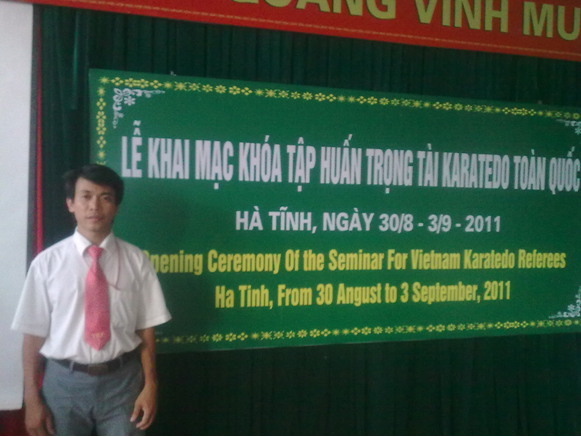 QUANG VINH MU
LỄ KHAI MẠC KHÓA TẬP HUẤN TRỌNG TÀI KARATEDO TOÀN QUỐC
HÀ TĨNH, NGÀY 30/8 - 3/9 - 2011
Opening Ceremony Of the Seminar For Vietnam Karatedo Referees
Ha Tinh, From 30 Angust to 3 September, 2011